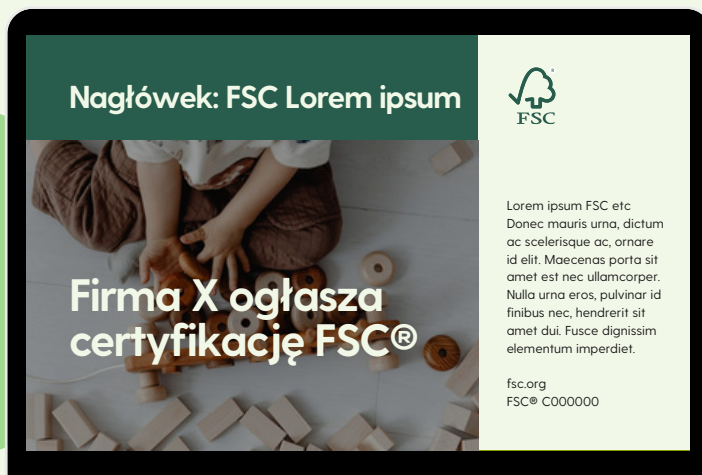 Nagłówek: FSC Lorem ipsum
Firma X ogłasza
certyfikację FSC®
FSC
Lorem ipsum FSC etc
Donec mauris urna, dictum
ac scelerisque ac, ornare
id elit. Maecenas porta sit
amet est nec ullamcorper.
Nulla urna eros, pulvinar id
finibus nec, hendrerit sit
amet dui. Fusce dignissim
elementum imperdiet.
fsc.org
FSC® C000000